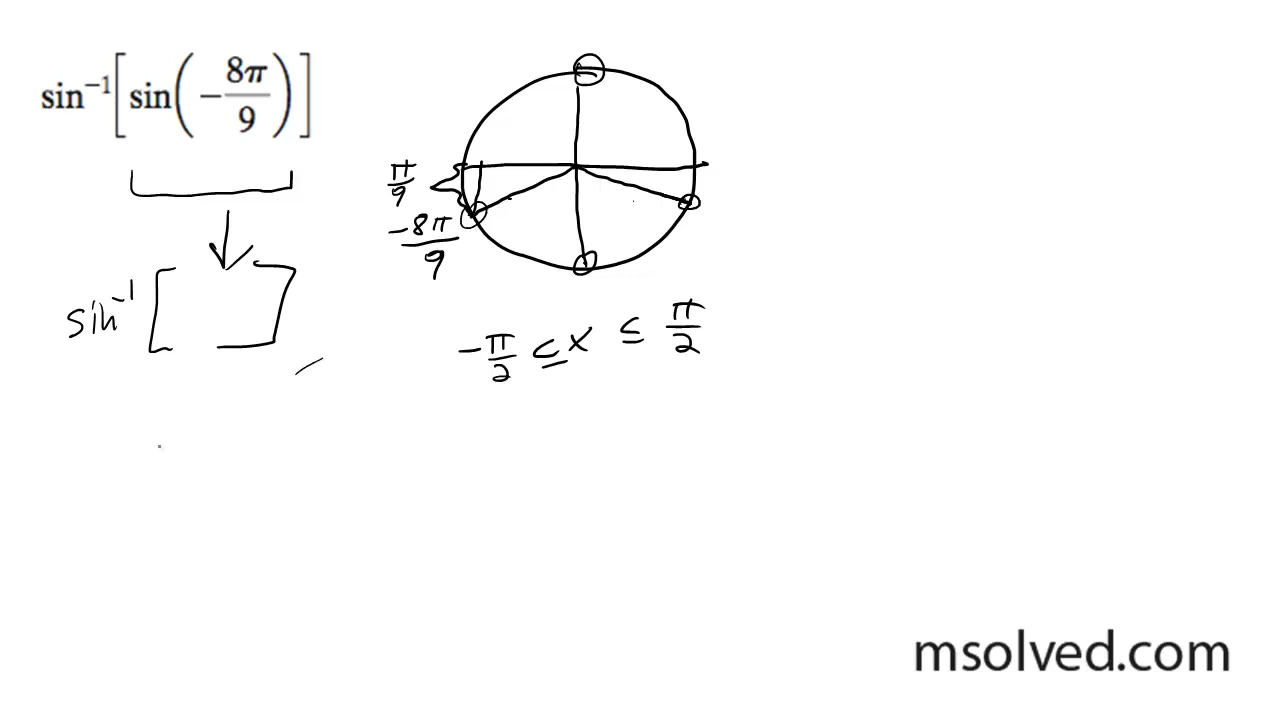 sin⁻¹[sin(−8π/9)]
π/9
−8π/9
sin⁻¹[ ]
−π/2 ≤ x ≤ π/2
msolved.com